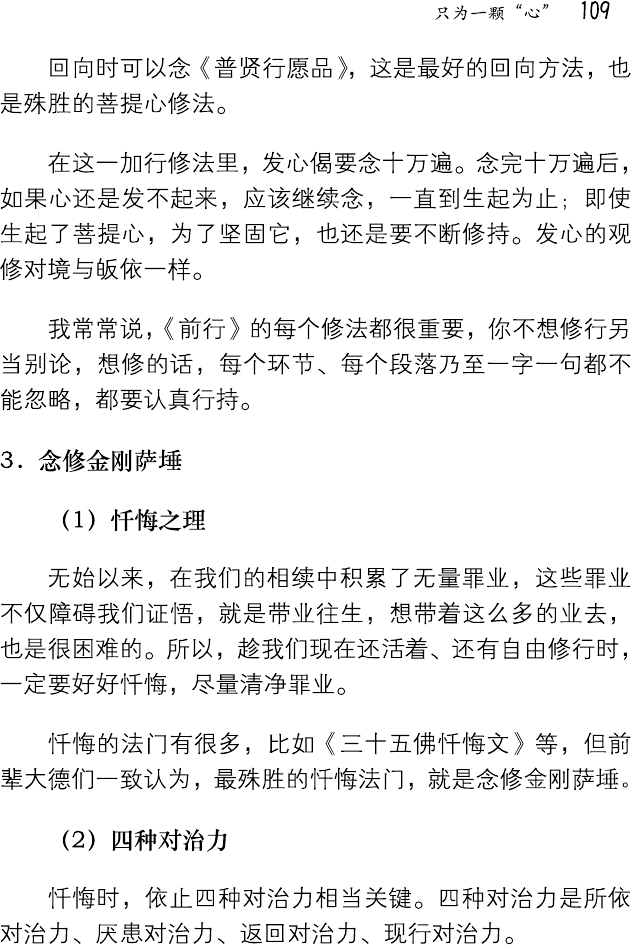 只为一颗“心” 109
回向时可以念《普贤行愿品》，这是最好的回向方法，也
是殊胜的菩提心修法。
在这一加行修法里，发心偈要念十万遍。念完十万遍后，
如果心还是发不起来，应该继续念，一直到生起为止；即使
生起了菩提心，为了坚固它，也还是要不断修持。发心的观
修对境与皈依一样。
我常常说，《前行》的每个修法都很重要，你不想修行另
当别论，想修的话，每个环节、每个段落乃至一字一句都不
能忽略，都要认真行持。
3．念修金刚萨埵
（1）忏悔之理
无始以来，在我们的相续中积累了无量罪业，这些罪业
不仅障碍我们证悟，就是带业往生，想带着这么多的业去，
也是很困难的。所以，趁我们现在还活着、还有自由修行时，
一定要好好忏悔，尽量清净罪业。
忏悔的法门有很多，比如《三十五佛忏悔文》等，但前
辈大德们一致认为，最殊胜的忏悔法门，就是念修金刚萨埵。
（2）四种对治力
忏悔时，依止四种对治力相当关键。四种对治力是所依
对治力、厌患对治力、返回对治力、现行对治力。